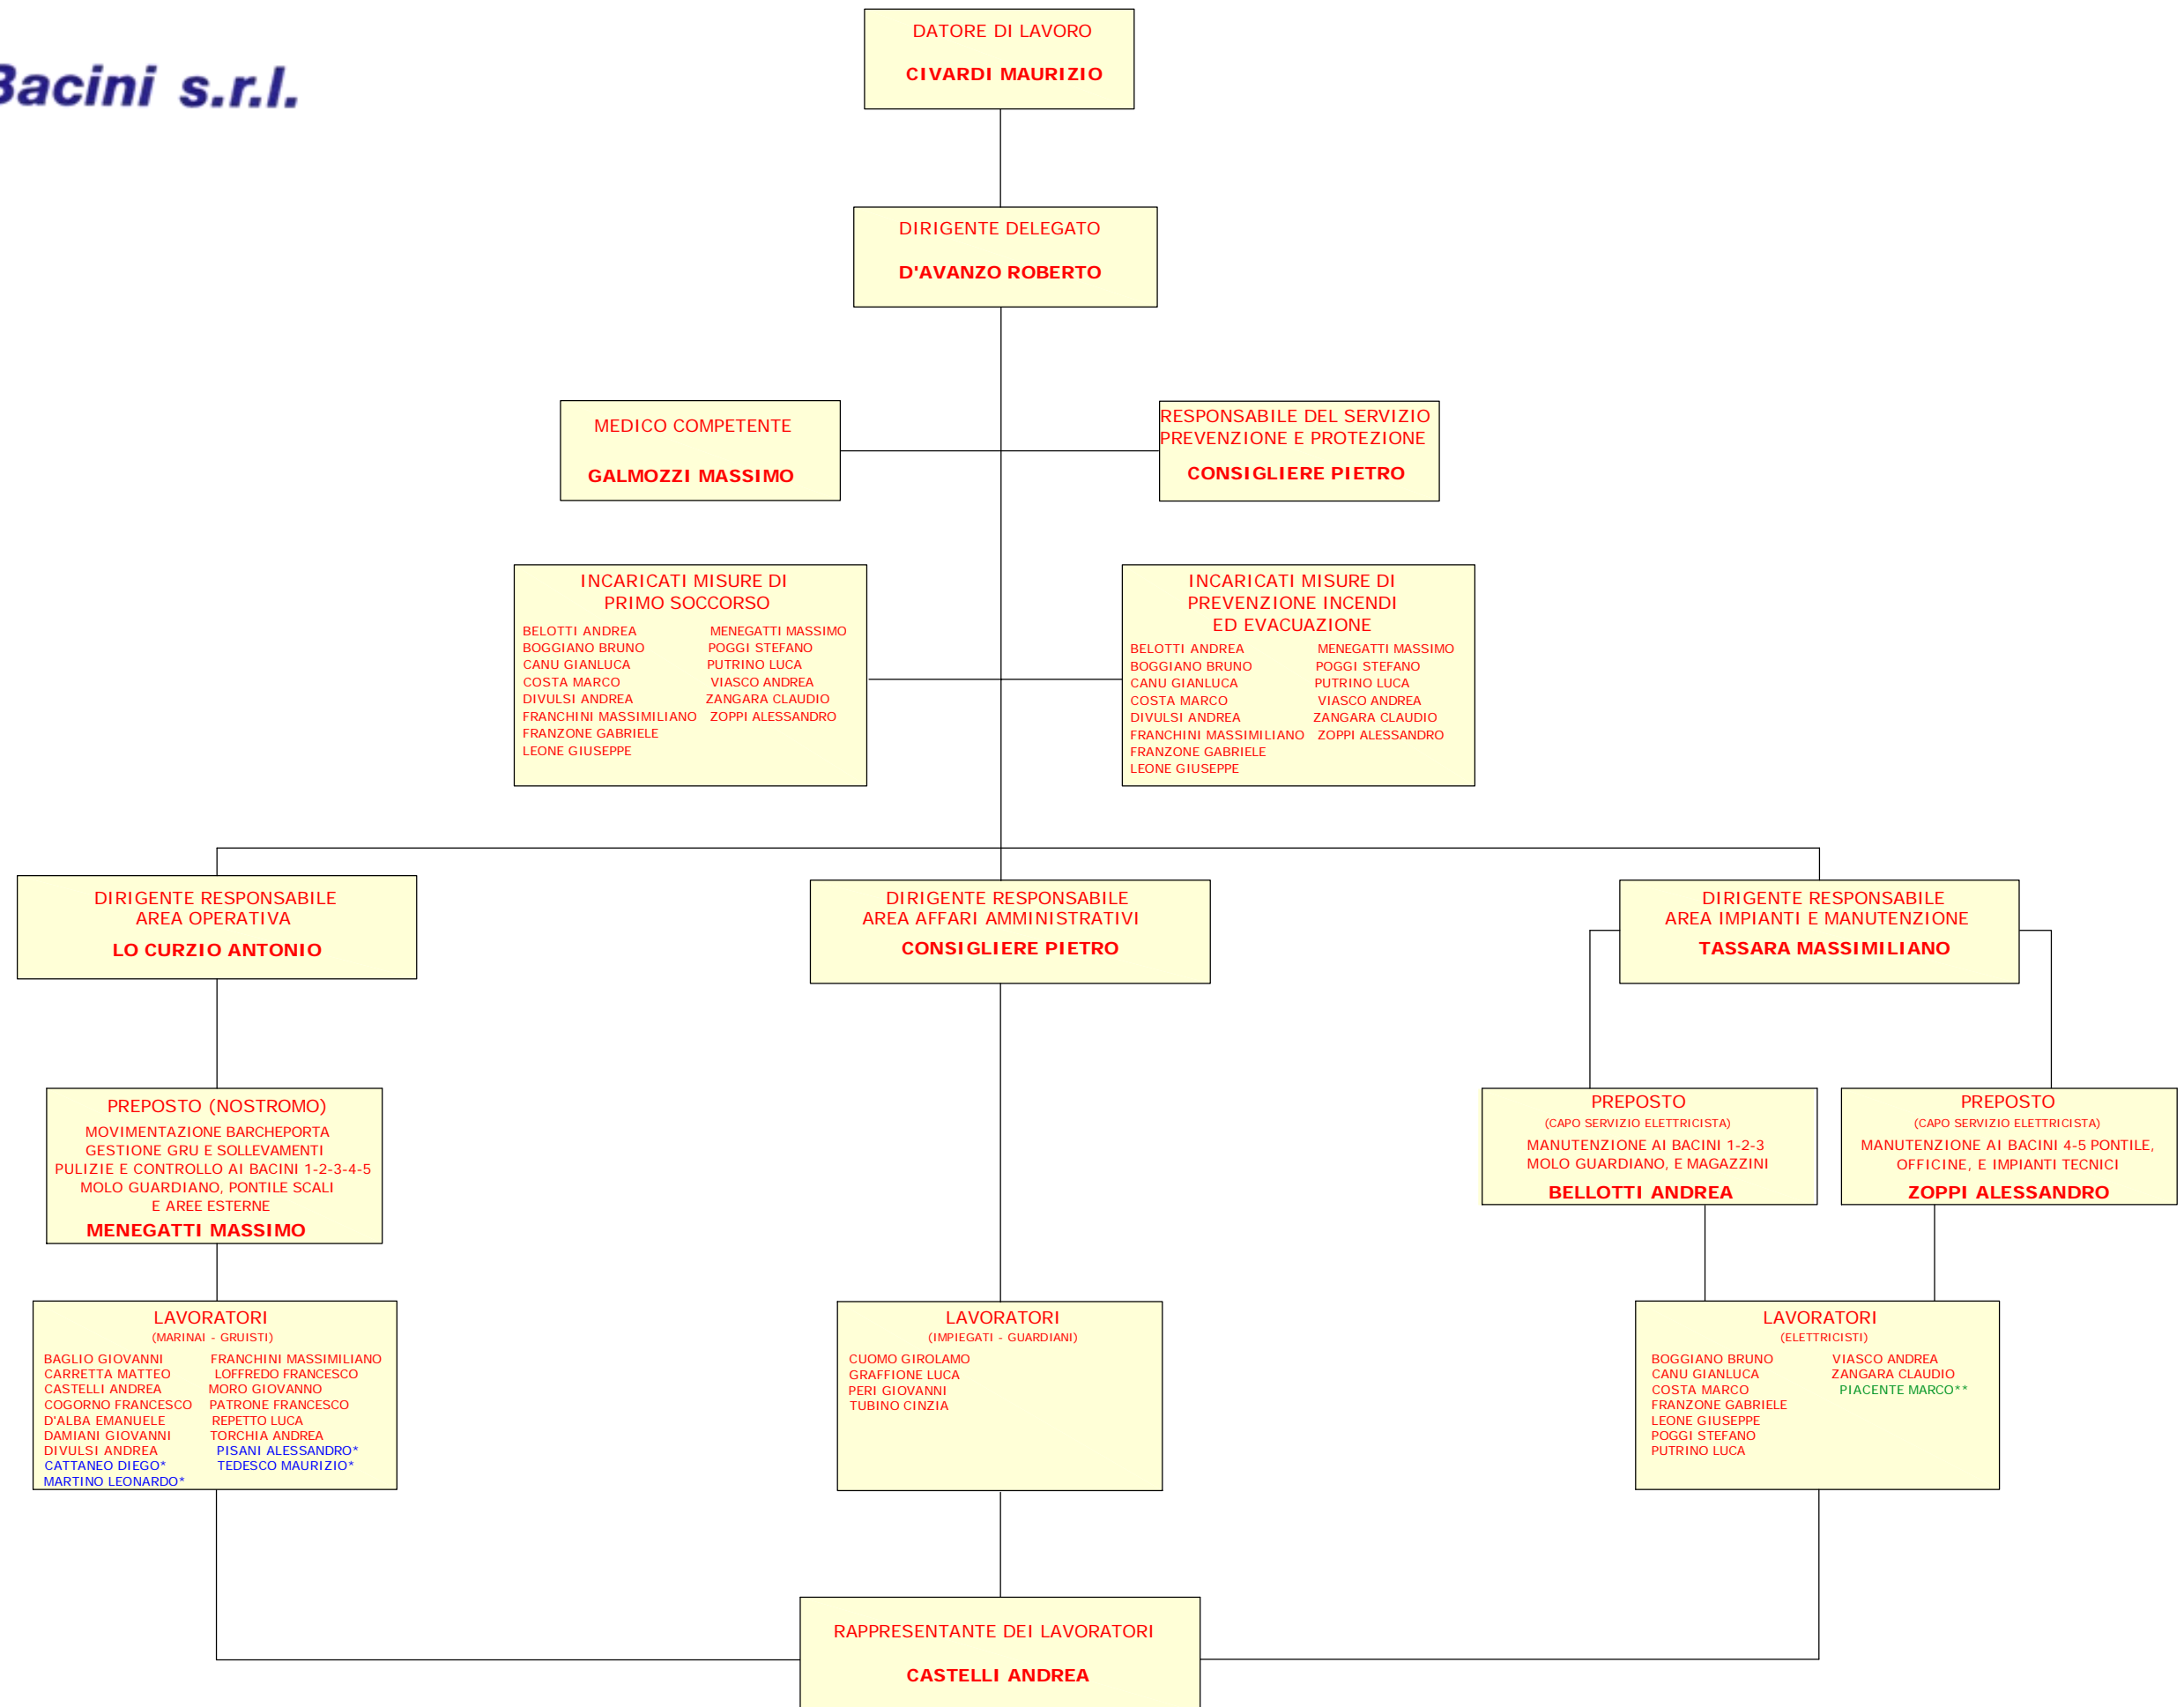 Bacini s.r.l.
DATORE DI LAVORO
CIVARDI MAURIZIO
DIRIGENTE DELEGATO
D'AVANZO ROBERTO
MEDICO COMPETENTE
GALMOZZI MASSIMO
RESPONSABILE DEL SERVIZIO
PREVENZIONE E PROTEZIONE
CONSIGLIERE PIETRO
INCARICATI MISURE DI
PRIMO SOCCORSO
BELOTTI ANDREA MENEGATTI MASSIMO
BOGGIANO BRUNO POGGI STEFANO
CANU GIANLUCA PUTRINO LUCA
COSTA MARCO VIASCO ANDREA
DIVULSI ANDREA ZANGARA CLAUDIO
FRANCHINI MASSIMILIANO ZOPPI ALESSANDRO
FRANZONE GABRIELE
LEONE GIUSEPPE
INCARICATI MISURE DI
PREVENZIONE INCENDI
ED EVACUAZIONE
BELOTTI ANDREA MENEGATTI MASSIMO
BOGGIANO BRUNO POGGI STEFANO
CANU GIANLUCA PUTRINO LUCA
COSTA MARCO VIASCO ANDREA
DIVULSI ANDREA ZANGARA CLAUDIO
FRANCHINI MASSIMILIANO ZOPPI ALESSANDRO
FRANZONE GABRIELE
LEONE GIUSEPPE
DIRIGENTE RESPONSABILE
AREA OPERATIVA
LO CURZIO ANTONIO
DIRIGENTE RESPONSABILE
AREA AFFARI AMMINISTRATIVI
CONSIGLIERE PIETRO
DIRIGENTE RESPONSABILE
AREA IMPIANTI E MANUTENZIONE
TASSARA MASSIMILIANO
PREPOSTO (NOSTROMO)
MOVIMENTAZIONE BARCHEPORTA
GESTIONE GRU E SOLLEVAMENTI
PULIZIE E CONTROLLO AI BACINI 1-2-3-4-5
MOLO GUARDIANO, PONTILE SCALI
E AREE ESTERNE
MENEGATTI MASSIMO
PREPOSTO
(CAPO SERVIZIO ELETTRICISTA)
MANUTENZIONE AI BACINI 1-2-3
MOLO GUARDIANO, E MAGAZZINI
BELLOTTI ANDREA
PREPOSTO
(CAPO SERVIZIO ELETTRICISTA)
MANUTENZIONE AI BACINI 4-5 PONTILE,
OFFICINE, E IMPIANTI TECNICI
ZOPPI ALESSANDRO
LAVORATORI
(MARINAI - GRUISTI)
BAGLIO GIOVANNI FRANCHINI MASSIMILIANO
CARRETTA MATTEO LOFFREDO FRANCESCO
CASTELLI ANDREA MORO GIOVANNO
COGORNO FRANCESCO PATRONE FRANCESCO
D'ALBA EMANUELE REPETTO LUCA
DAMIANI GIOVANNI TORCHIA ANDREA
DIVULSI ANDREA PISANI ALESSANDRO*
CATTANEO DIEGO* TEDESCO MAURIZIO*
MARTINO LEONARDO*
LAVORATORI
(IMPIEGATI - GUARDIANI)
CUOMO GIROLAMO
GRAFFIONE LUCA
PERI GIOVANNI
TUBINO CINZIA
LAVORATORI
(ELETTRICISTI)
BOGGIANO BRUNO VIASCO ANDREA
CANU GIANLUCA ZANGARA CLAUDIO
COSTA MARCO PIACENTE MARCO**
FRANZONE GABRIELE
LEONE GIUSEPPE
POGGI STEFANO
PUTRINO LUCA
RAPPRESENTANTE DEI LAVORATORI
CASTELLI ANDREA